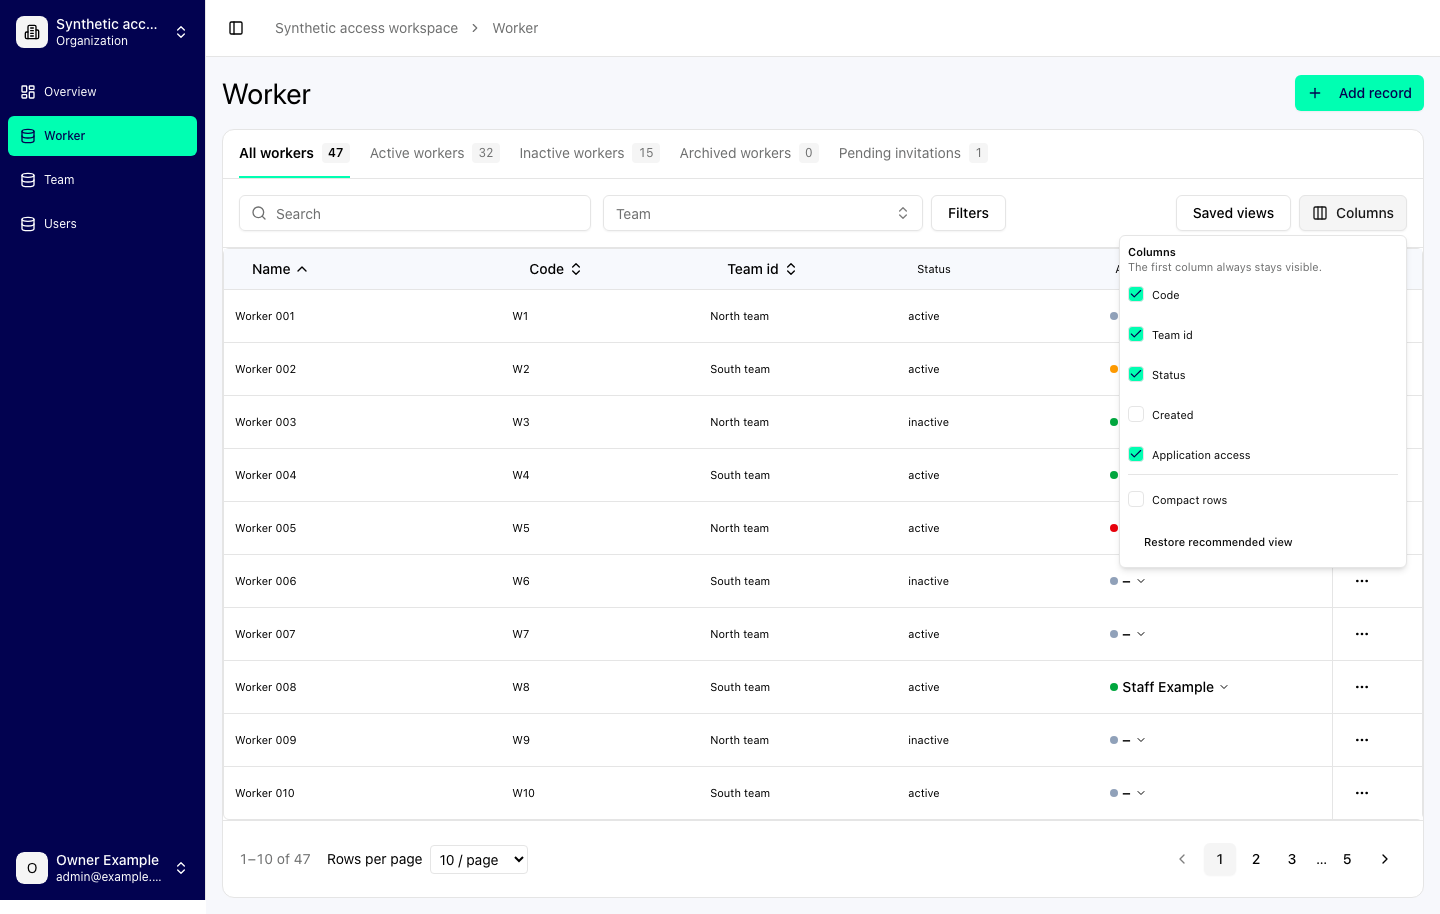 Synthetic acc...
Organization
Overview
Worker
Team
Users
Owner Example
admin@example....
O
Synthetic access workspace > Worker
Worker
+ Add record
All workers 47 Active workers 32 Inactive workers 15 Archived workers 0 Pending invitations 1
Search Team Filters Saved views Columns
Name Code Team id Status
Worker 001 W1 North team active
Worker 002 W2 South team active
Worker 003 W3 North team inactive
Worker 004 W4 South team active
Worker 005 W5 North team active
Worker 006 W6 South team inactive – ...
Worker 007 W7 North team active – ...
Worker 008 W8 South team active Staff Example ...
Worker 009 W9 North team inactive – ...
Worker 010 W10 South team active – ...
Columns
The first column always stays visible.
Code
Team id
Status
Created
Application access
Compact rows
Restore recommended view
1–10 of 47 Rows per page 10 / page 1 2 3 ... 5